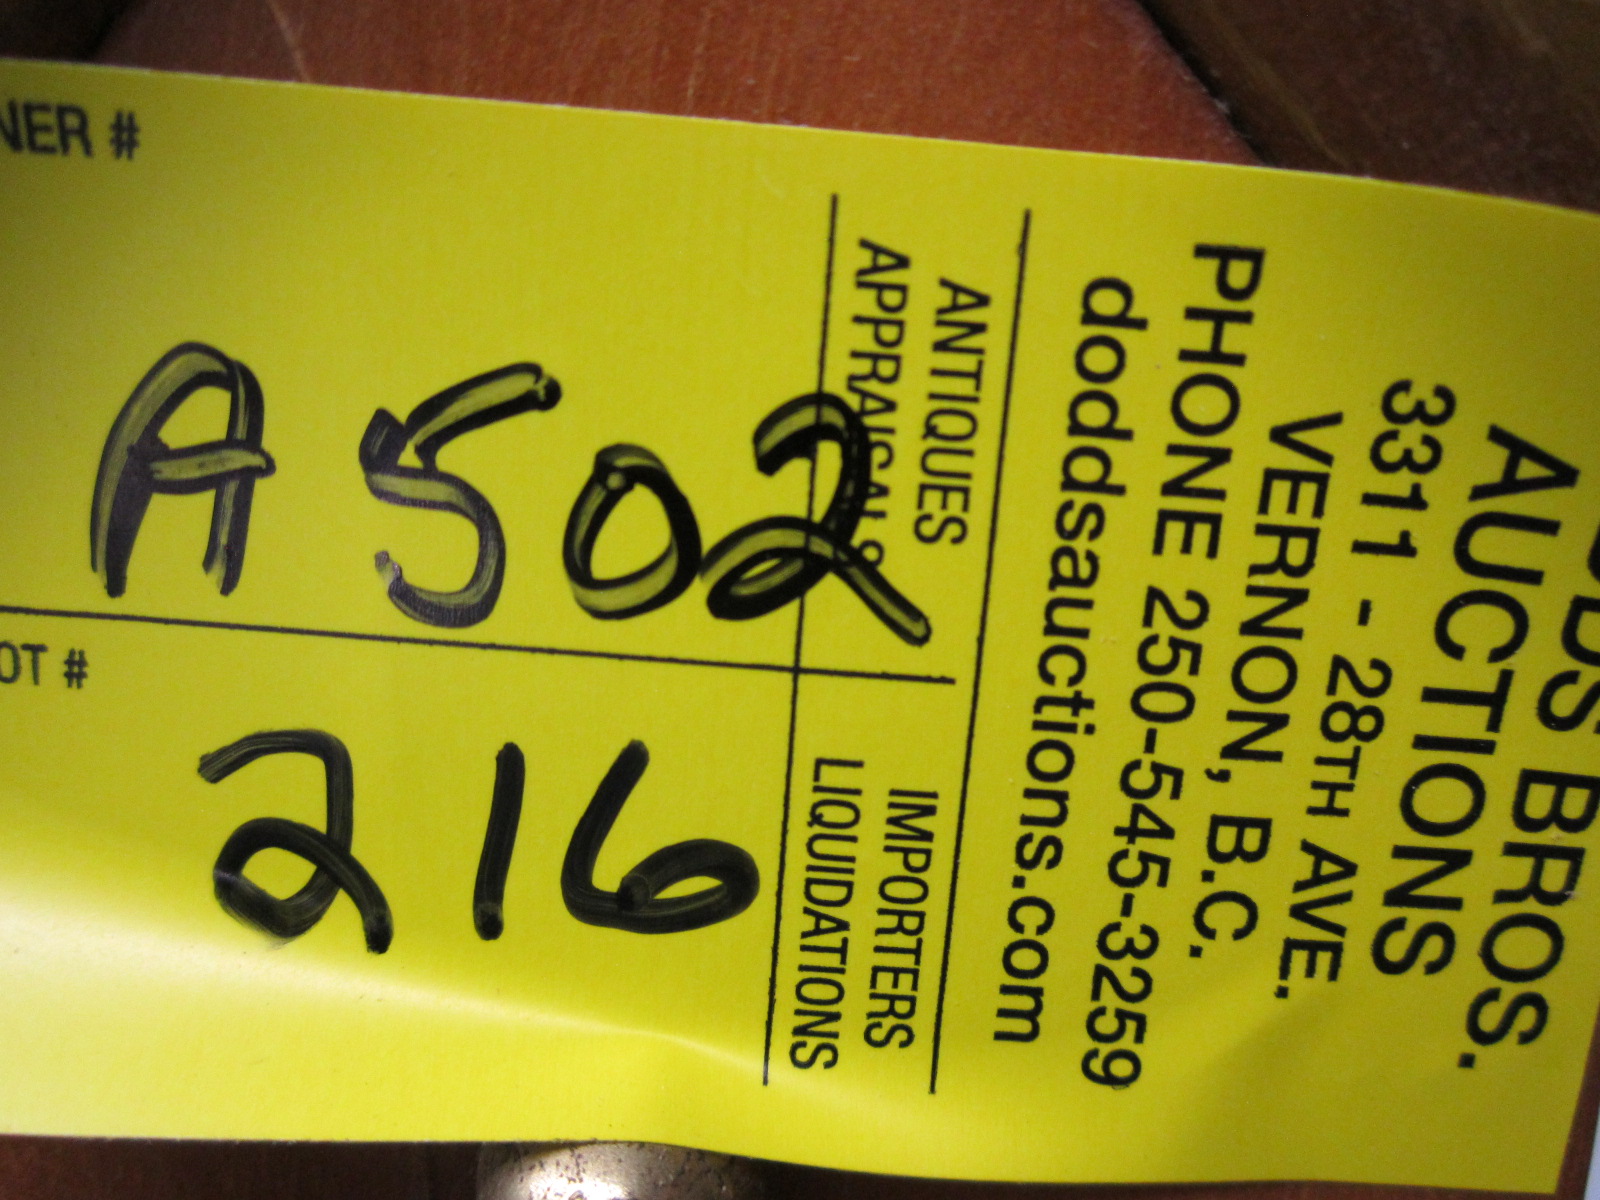 BROS.
AUCTIONS
3311 - 28TH AVE.
VERNON, B.C.
PHONE 250-545-3259
doddsauctions.com
ANTIQUES
APPRAISALS
IMPORTERS
LIQUIDATIONS
NER #
A502
OT #
216